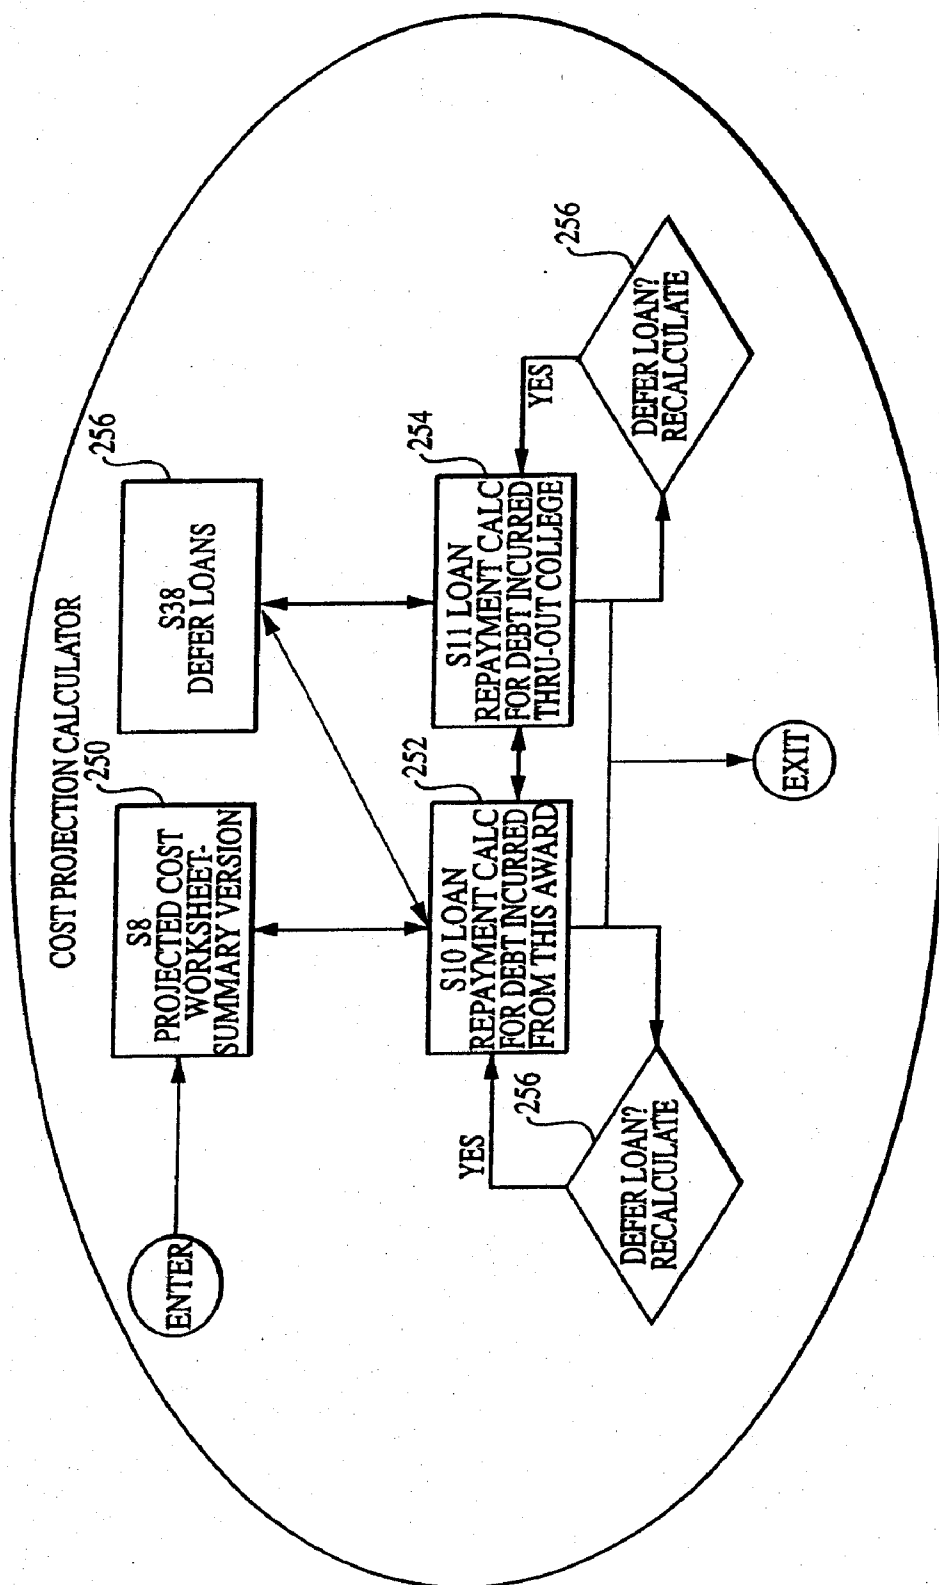 COST PROJECTION CALCULATOR
ENTER
250
S8
PROJECTED COST
WORKSHEET-
SUMMARY VERSION
256
S38
DEFER LOANS
252
S10 LOAN
REPAYMENT CALC
FOR DEBT INCURRED
FROM THIS AWARD
254
S11 LOAN
REPAYMENT CALC
FOR DEBT INCURRED
THRU-OUT COLLEGE
YES
256
DEFER LOAN?
RECALCULATE
YES
256
DEFER LOAN?
RECALCULATE
EXIT